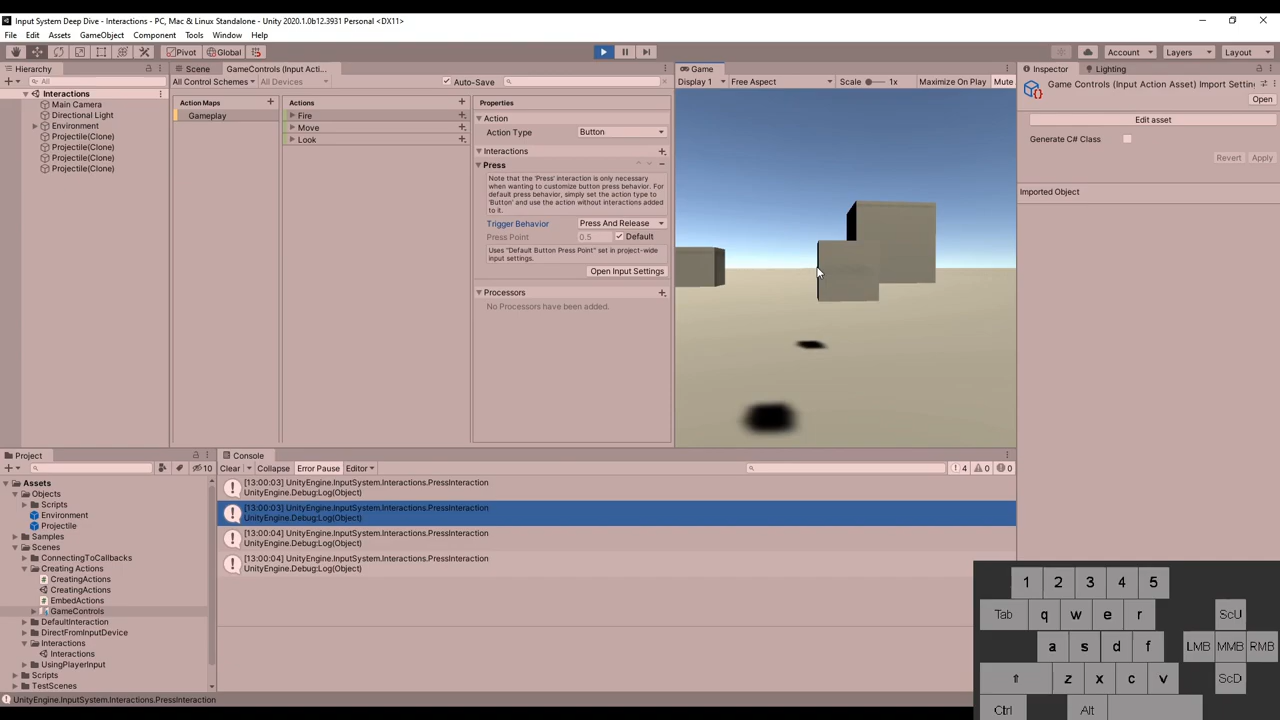 Input System Deep Dive - Interactions - PC, Mac & Linux Standalone - Unity 2020.1.0b12.3931 Personal <DX11>
File Edit Assets GameObject Component Tools Window Help
Pivot Global Account Layers Layout
Hierarchy
All
Interactions
Main Camera
Directional Light
Environment
Projectile(Clone)
Projectile(Clone)
Projectile(Clone)
Projectile(Clone)
Scene GameControls (Input Acti...
All Control Schemes All Devices Auto-Save
Action Maps
Gameplay
Actions
Fire
Move
Look
Properties
Action
Action Type Button
Interactions
Press
Note that the 'Press' interaction is only necessary
when wanting to customize button press behavior. For
default press behavior, simply set the action type to
'Button' and use the action without interactions added
to it.
Trigger Behavior Press And Release
Press Point 0.5 Default
Uses "Default Button Press Point" set in project-wide
input settings.
Open Input Settings
Processors
No Processors have been added.
Game
Display 1 Free Aspect Scale 1x Maximize On Play Mute
Inspector Lighting
Game Controls (Input Action Asset) Import Settin
Open
Edit asset
Generate C# Class
Revert Apply
Imported Object
Project
10
Assets
Objects
Scripts
Environment
Projectile
Samples
Scenes
ConnectingToCallbacks
Creating Actions
CreatingActions
CreatingActions
EmbedActions
GameControls
DefaultInteraction
DirectFromInputDevice
Interactions
Interactions
UsingPlayerInput
Scripts
TestScenes
Console
Clear Collapse Error Pause Editor 4 0 0
[13:00:03] UnityEngine.InputSystem.Interactions.PressInteraction
UnityEngine.Debug:Log(Object)
[13:00:03] UnityEngine.InputSystem.Interactions.PressInteraction
UnityEngine.Debug:Log(Object)
[13:00:04] UnityEngine.InputSystem.Interactions.PressInteraction
UnityEngine.Debug:Log(Object)
[13:00:04] UnityEngine.InputSystem.Interactions.PressInteraction
UnityEngine.Debug:Log(Object)
UnityEngine.InputSystem.Interactions.PressInteraction
1 2 3 4 5
Tab q w e r ScU
a s d f LMB MMB RMB
⇧ z x c v ScD
Ctrl Alt